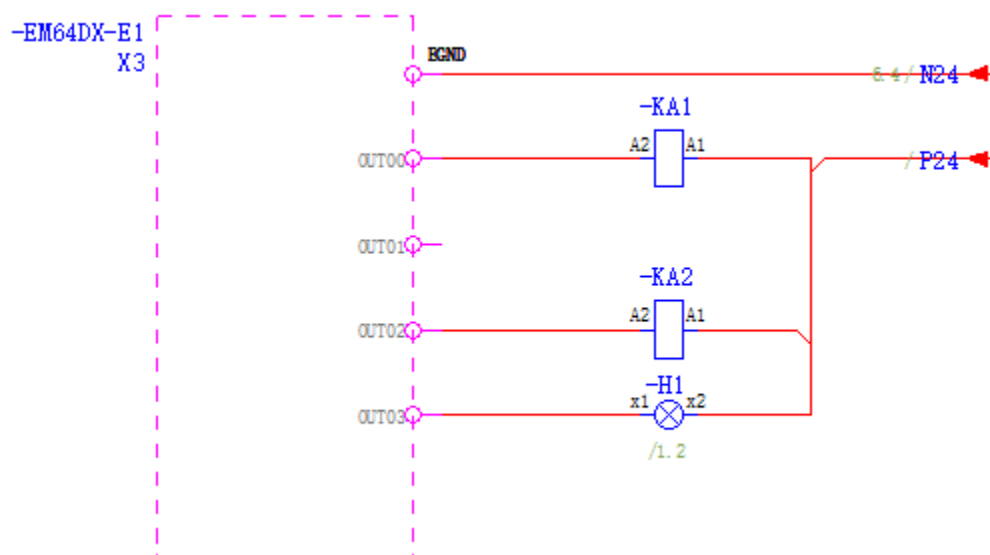 -EM64DX-E1
X3
EGND
6.4/ N24
-KA1
A2 A1
OUT00
/ P24
OUT01
-KA2
A2 A1
OUT02
-H1
x1 x2
OUT03
/1.2